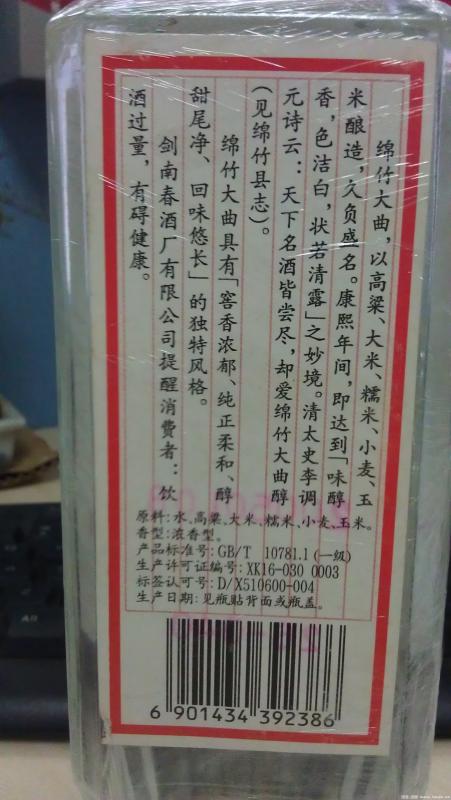 绵竹大曲，以高粱、大米、糯米、小麦、玉
米酿造，久负盛名。康熙年间，即达到「味醇
香，色洁白，状若清露」之妙境。清太史李调
元诗云：天下名酒皆尝尽，却爱绵竹大曲醇
（见绵竹县志）。
绵竹大曲具有「窖香浓郁、纯正柔和、醇
甜尾净、回味悠长」的独特风格。
剑南春酒厂有限公司提醒消费者：饮
酒过量，有碍健康。
原料:水、高粱、大米、糯米、小麦、玉米。
香型:浓香型。
产品标准号:GB/T 10781.1(一级)
生产许可证编号:XK16-030 0003
标签认可号:D/X510600-004
生产日期:见瓶贴背面或瓶盖。
6 901434 392386